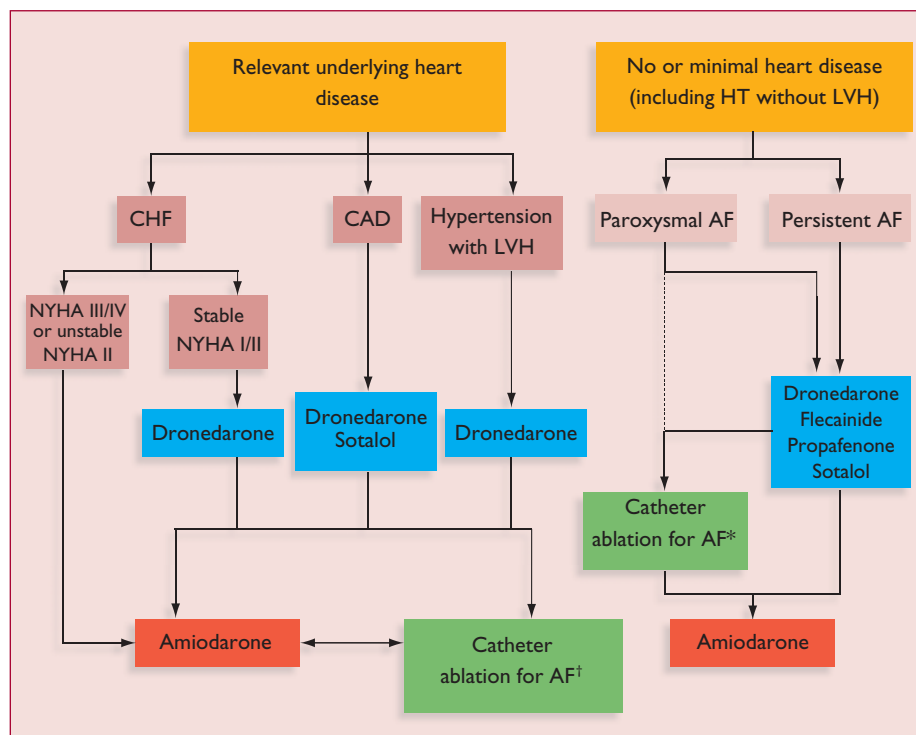 Relevant underlying heart
disease
No or minimal heart disease
(including HT without LVH)
CHF
CAD
Hypertension
with LVH
Paroxysmal AF
Persistent AF
NYHA III/IV
or unstable
NYHA II
Stable
NYHA I/II
Dronedarone
Dronedarone
Sotalol
Dronedarone
Dronedarone
Flecainide
Propafenone
Sotalol
Catheter
ablation for AF*
Amiodarone
Catheter
ablation for AF†
Amiodarone